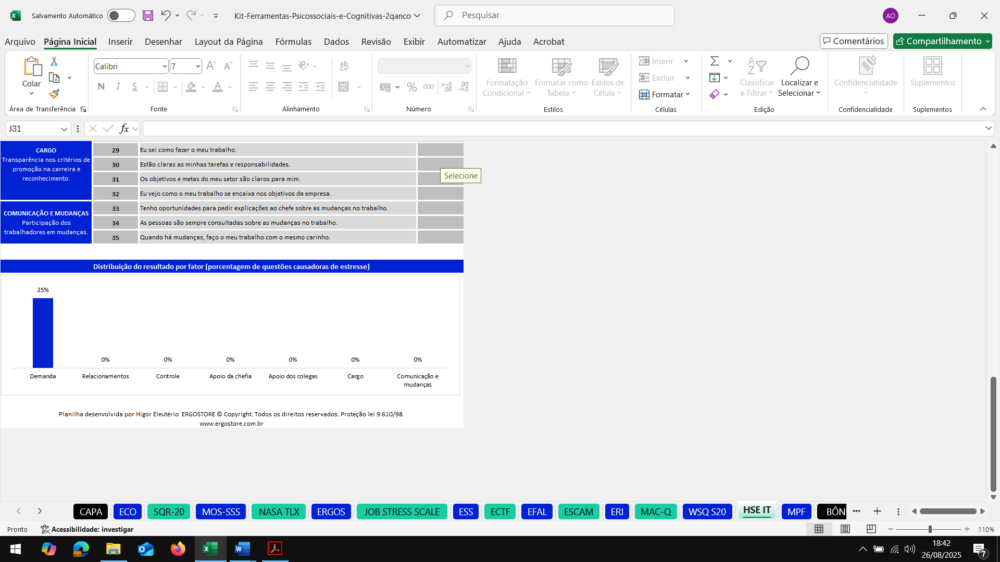 Salvamento Automático
Kit-Ferramentas-Psicossociais-e-Cognitivas-2qanco
Pesquisar
AO
Arquivo Página Inicial Inserir Desenhar Layout da Página Fórmulas Dados Revisão Exibir Automatizar Ajuda Acrobat
Comentários
Compartilhamento
Colar
Área de Transferência
Calibri
7
N I S
Fonte
Alinhamento
Número
Formatação Condicional
Formatar como Tabela
Estilos de Célula
Estilos
Inserir
Excluir
Formatar
Células
Classificar e Filtrar
Localizar e Selecionar
Edição
Confidencialidade
Confidencialidade
Suplementos
Suplementos
J31
fx
CARGO
Transparência nos critérios de
promoção na carreira e
reconhecimento.
29 Eu sei como fazer o meu trabalho.
30 Estão claras as minhas tarefas e responsabilidades.
31 Os objetivos e metas do meu setor são claros para mim.
32 Eu vejo como o meu trabalho se encaixa nos objetivos da empresa.
Selecione
COMUNICAÇÃO E MUDANÇAS
Participação dos
trabalhadores em mudanças.
33 Tenho oportunidades para pedir explicações ao chefe sobre as mudanças no trabalho.
34 As pessoas são sempre consultadas sobre as mudanças no trabalho.
35 Quando há mudanças, faço o meu trabalho com o mesmo carinho.
Distribuição do resultado por fator [porcentagem de questões causadoras de estresse]
25%
0% 0% 0% 0% 0% 0%
Demanda Relacionamentos Controle Apoio da chefia Apoio dos colegas Cargo Comunicação e
mudanças
Planilha desenvolvida por Higor Eleutério. ERGOSTORE © Copyright. Todos os direitos reservados. Proteção lei 9.610/98.
www.ergostore.com.br
CAPA ECO SQR-20 MOS-SSS NASA TLX ERGOS JOB STRESS SCALE ESS ECTF EFAL ESCAM ERI MAC-Q WSQ S20 HSE IT MPF BÔN
Pronto
Acessibilidade: investigar
110%
18:42
26/08/2025
7